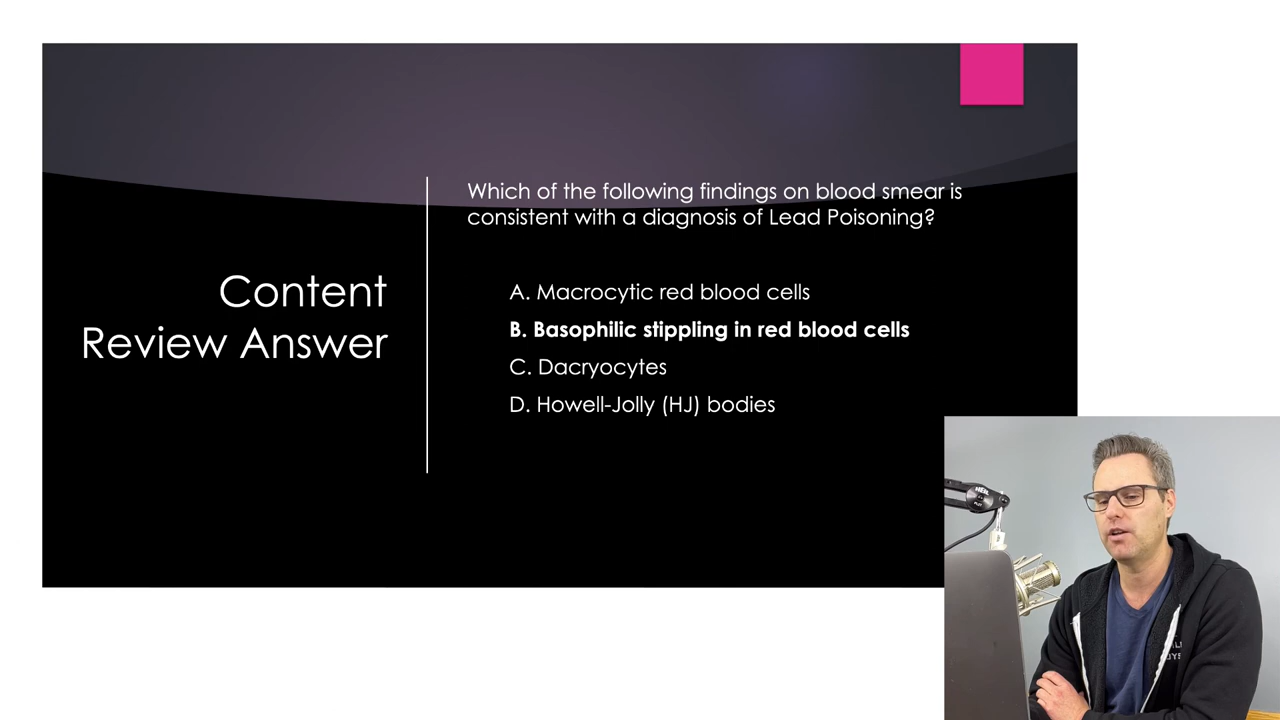 Which of the following findings on blood smear is
consistent with a diagnosis of Lead Poisoning?
Content
Review Answer
A. Macrocytic red blood cells
B. Basophilic stippling in red blood cells
C. Dacryocytes
D. Howell-Jolly (HJ) bodies